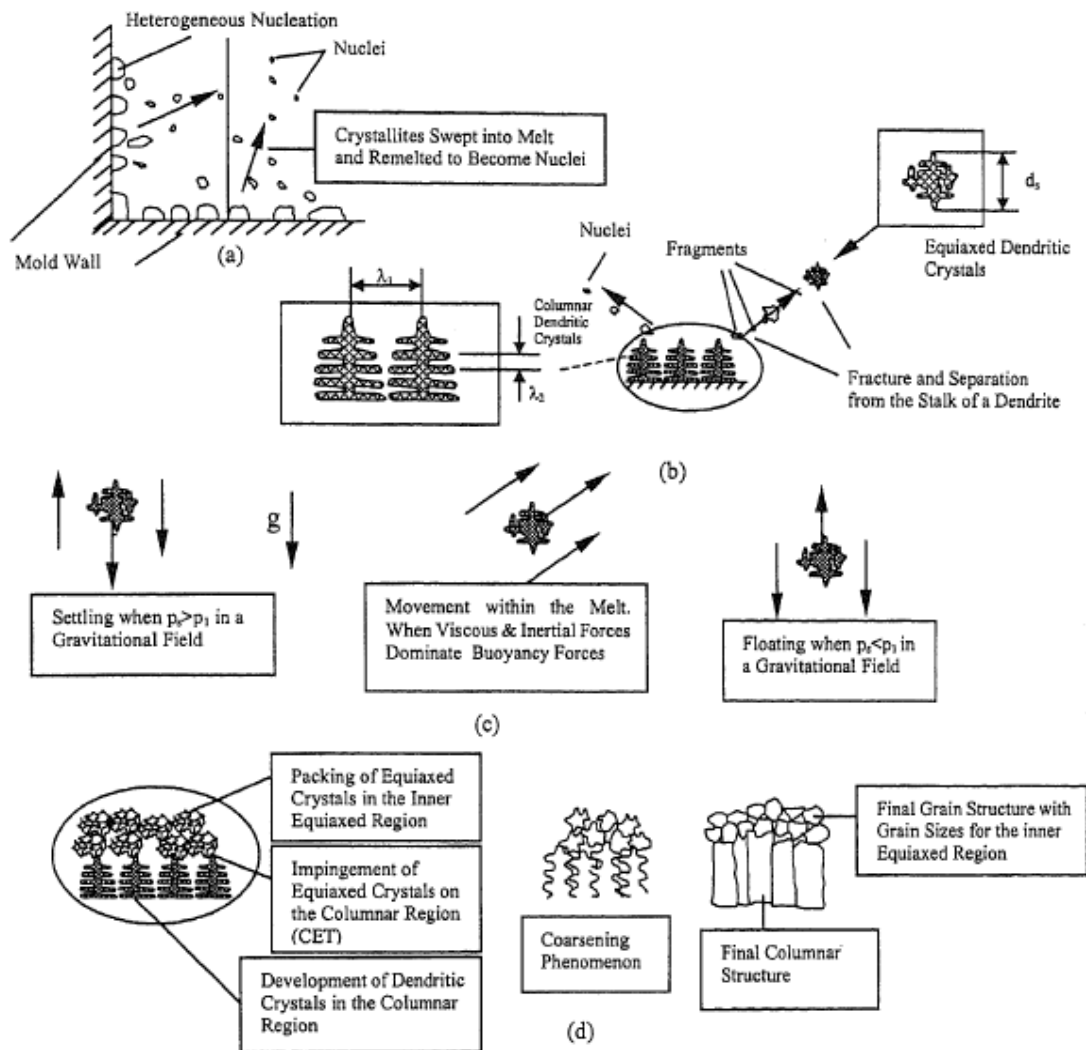 Heterogeneous Nucleation
Nuclei
Crystallites Swept into Melt
and Remelted to Become Nuclei
Mold Wall
(a)
dₛ
Equiaxed Dendritic
Crystals
Nuclei
Fragments
λ₁
Columnar
Dendritic
Crystals
λ₂
Fracture and Separation
from the Stalk of a Dendrite
(b)
g
Settling when pₛ>p₁ in a
Gravitational Field
Movement within the Melt.
When Viscous & Inertial Forces
Dominate Buoyancy Forces
Floating when pₛ<p₁ in
a Gravitational Field
(c)
Packing of Equiaxed
Crystals in the Inner
Equiaxed Region
Impingement of
Equiaxed Crystals on
the Columnar Region
(CET)
Development of Dendritic
Crystals in the Columnar
Region
Coarsening
Phenomenon
Final Grain Structure with
Grain Sizes for the inner
Equiaxed Region
Final Columnar
Structure
(d)